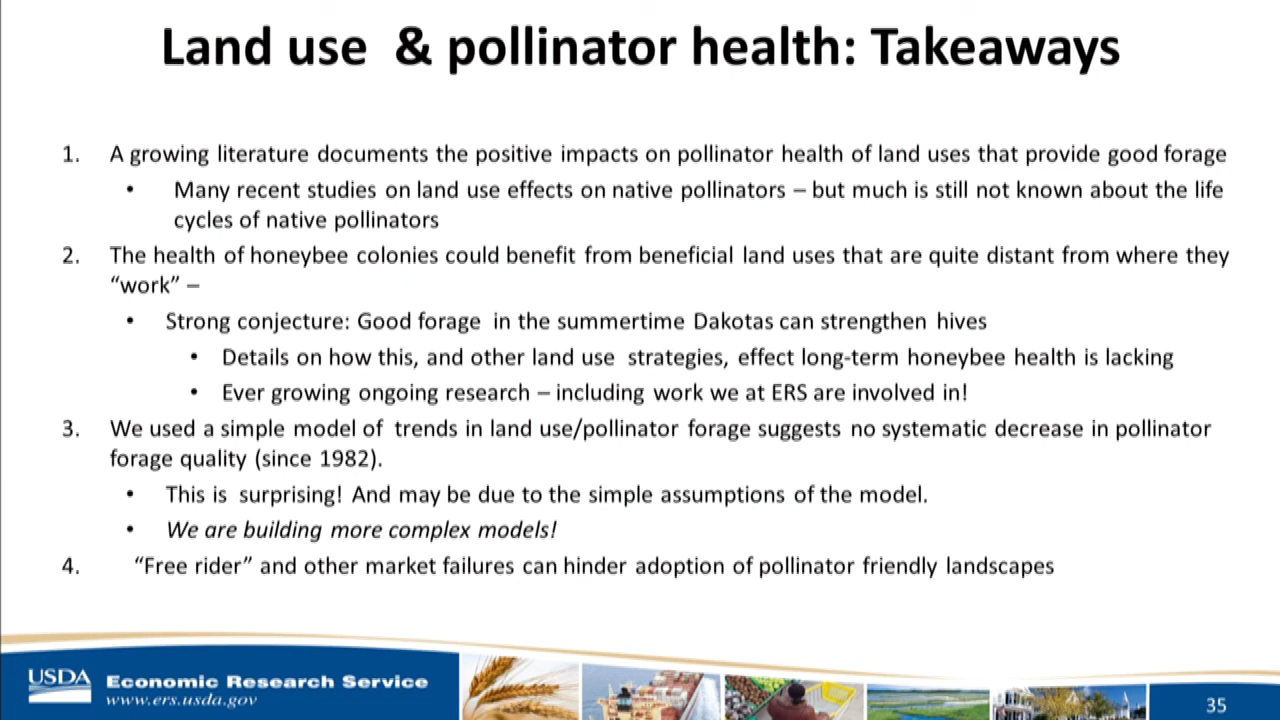 Land use & pollinator health: Takeaways
1. A growing literature documents the positive impacts on pollinator health of land uses that provide good forage
• Many recent studies on land use effects on native pollinators – but much is still not known about the life
cycles of native pollinators
2. The health of honeybee colonies could benefit from beneficial land uses that are quite distant from where they
“work” –
• Strong conjecture: Good forage in the summertime Dakotas can strengthen hives
• Details on how this, and other land use strategies, effect long-term honeybee health is lacking
• Ever growing ongoing research – including work we at ERS are involved in!
3. We used a simple model of trends in land use/pollinator forage suggests no systematic decrease in pollinator
forage quality (since 1982).
• This is surprising! And may be due to the simple assumptions of the model.
• We are building more complex models!
4. “Free rider” and other market failures can hinder adoption of pollinator friendly landscapes
USDA Economic Research Service
www.ers.usda.gov
35